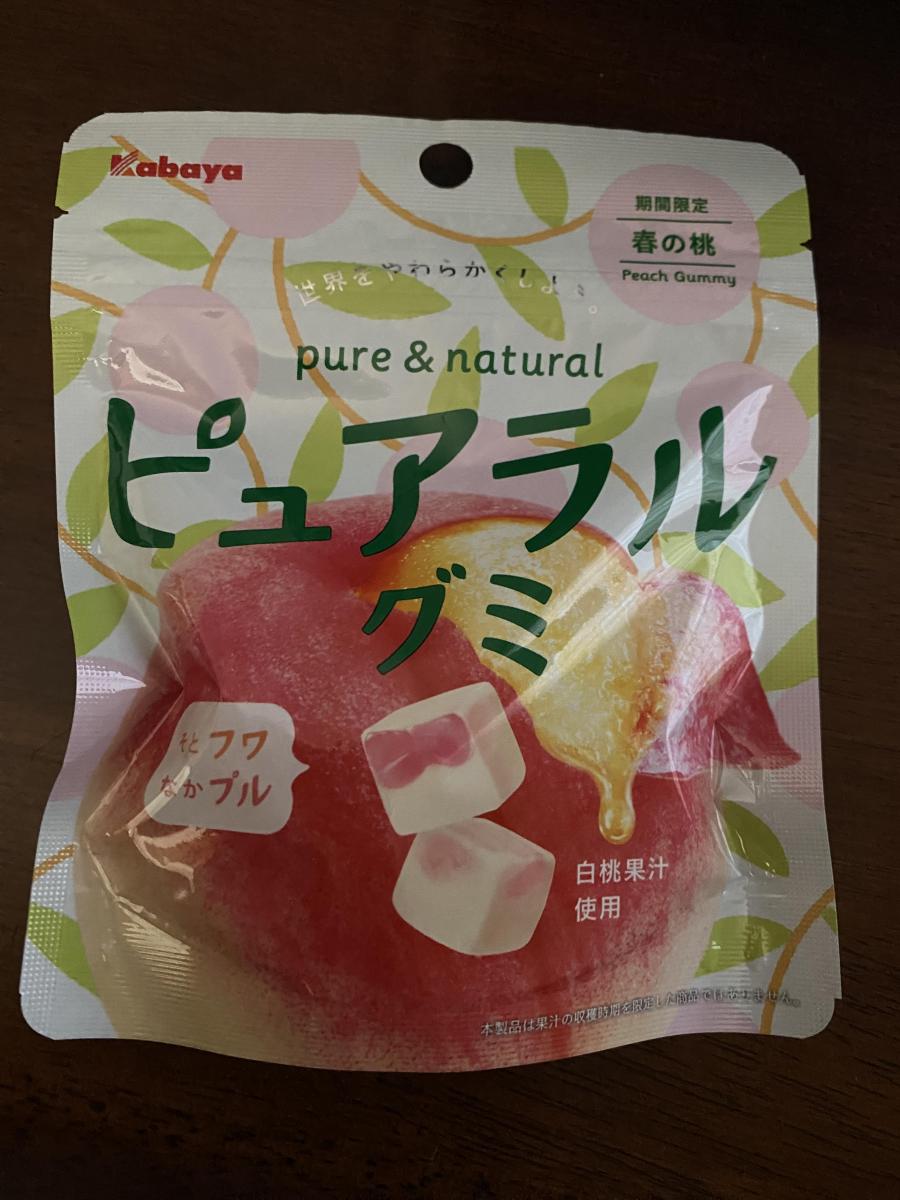 Kabaya
期間限定
春の桃
Peach Gummy
世界をやわらかくしよう。
pure & natural
ピュアラル
グミ
そとフワ
なかプル
白桃果汁
使用
本製品は果汁の収穫時期を限定した商品ではありません。